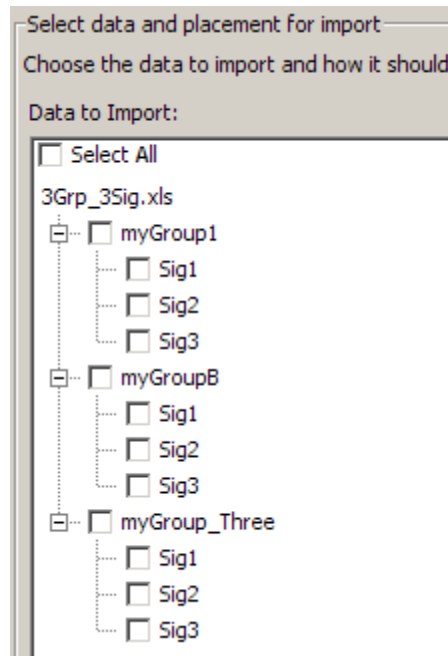 Select data and placement for import
Choose the data to import and how it should
Data to Import:
Select All
3Grp_3Sig.xls
myGroup1
Sig1
Sig2
Sig3
myGroupB
Sig1
Sig2
Sig3
myGroup_Three
Sig1
Sig2
Sig3